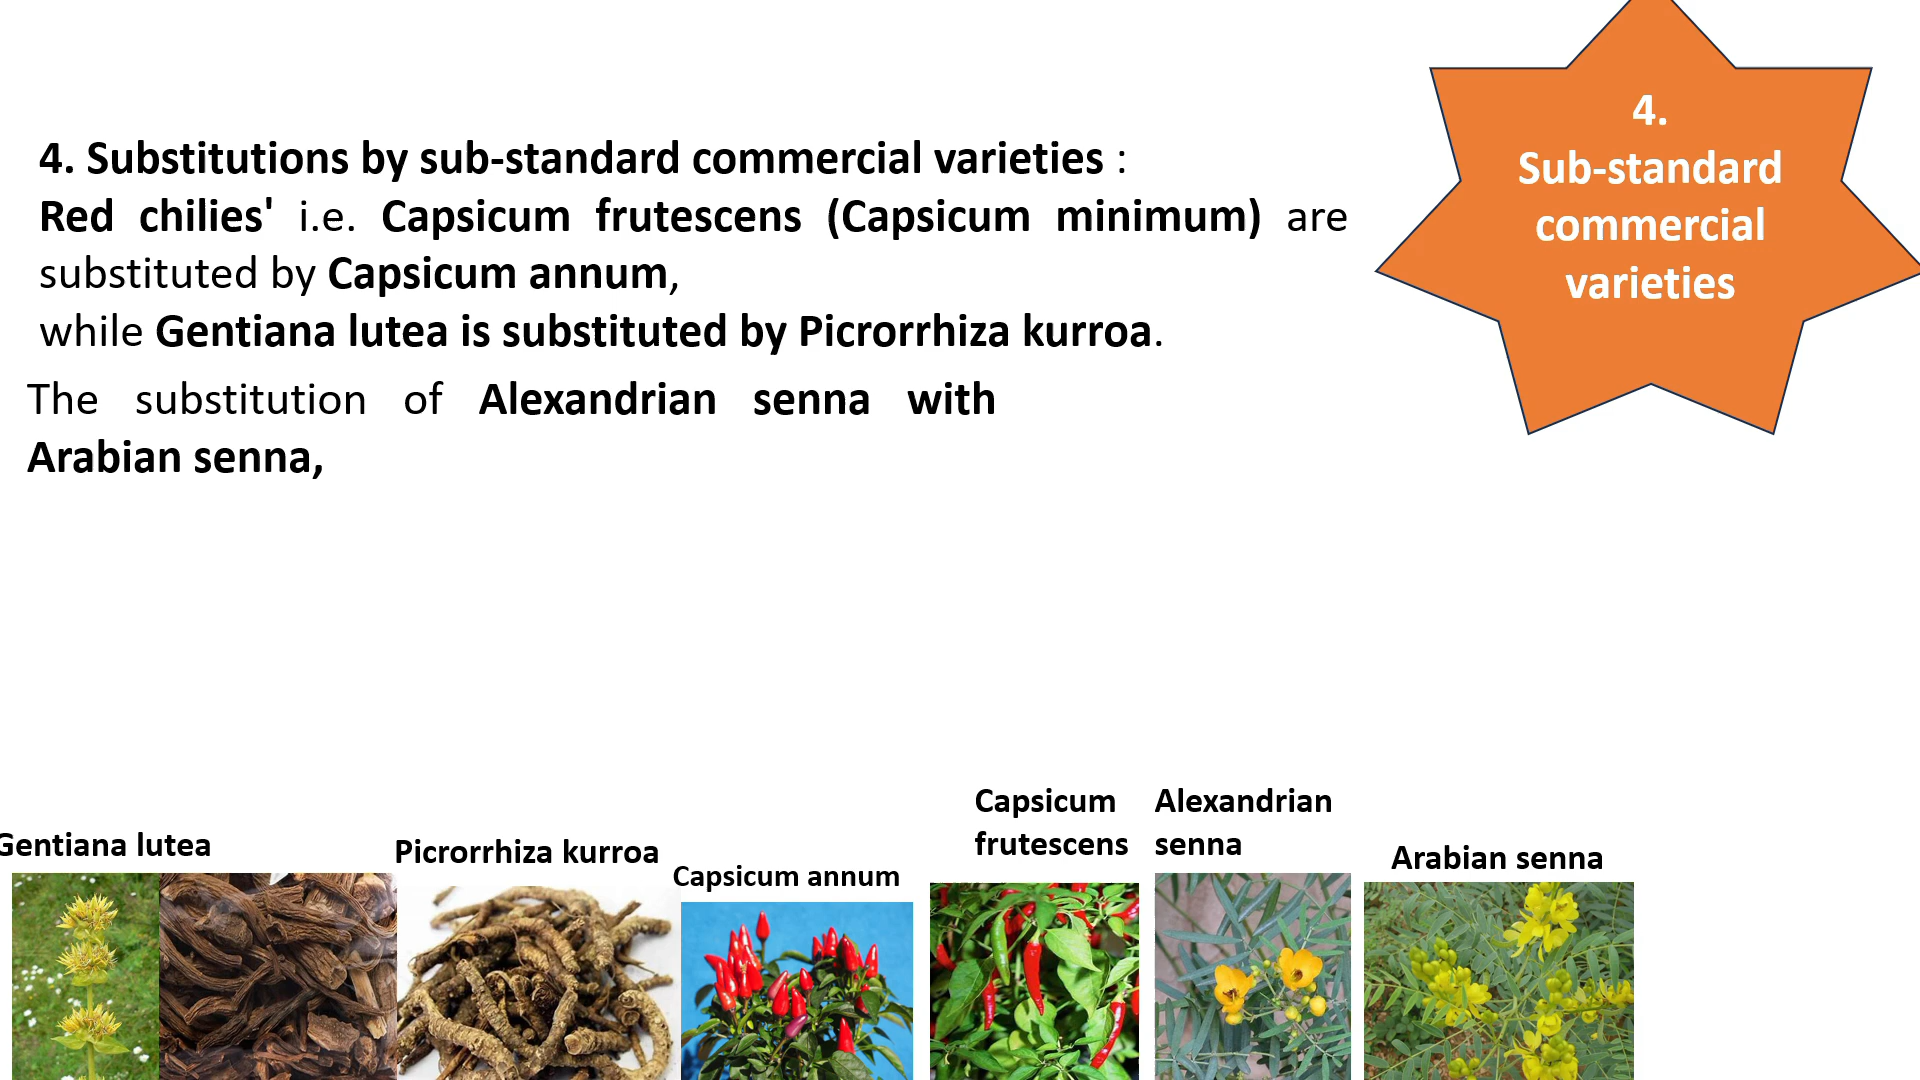 4. Substitutions by sub-standard commercial varieties :
Red chilies' i.e. Capsicum frutescens (Capsicum minimum) are
substituted by Capsicum annum,
while Gentiana lutea is substituted by Picrorrhiza kurroa.
The substitution of Alexandrian senna with
Arabian senna,
4.
Sub-standard
commercial
varieties
Gentiana lutea
Picrorrhiza kurroa
Capsicum annum
Capsicum
frutescens
Alexandrian
senna
Arabian senna